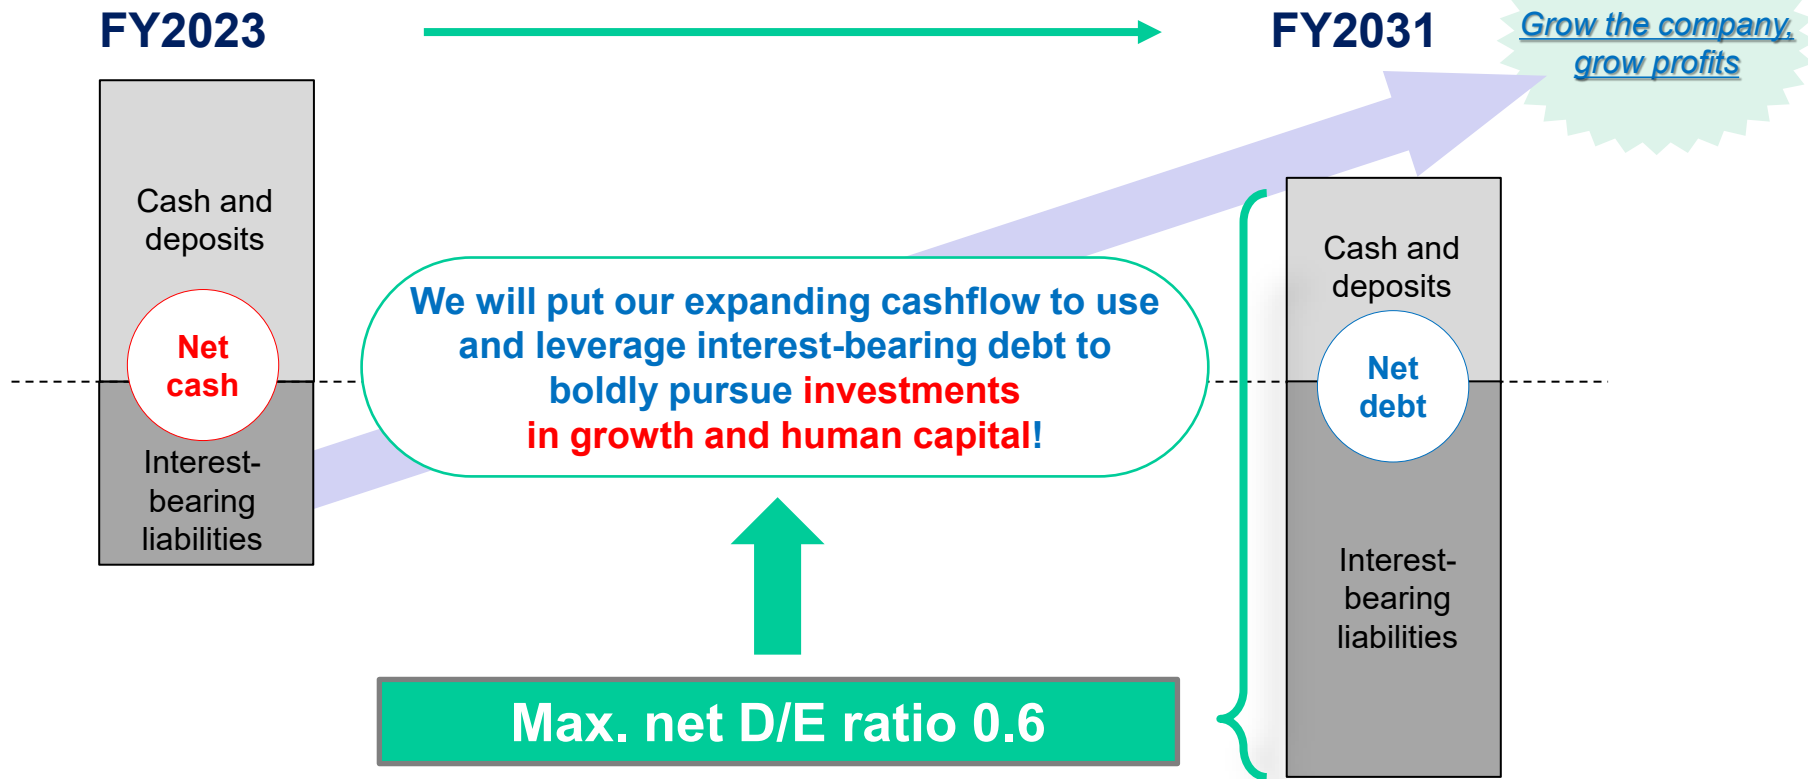 FY2023
FY2031
Grow the company,
grow profits
Cash and
deposits
Net
cash
Interest-
bearing
liabilities
We will put our expanding cashflow to use
and leverage interest-bearing debt to
boldly pursue investments
in growth and human capital!
Max. net D/E ratio 0.6
Cash and
deposits
Net
debt
Interest-
bearing
liabilities